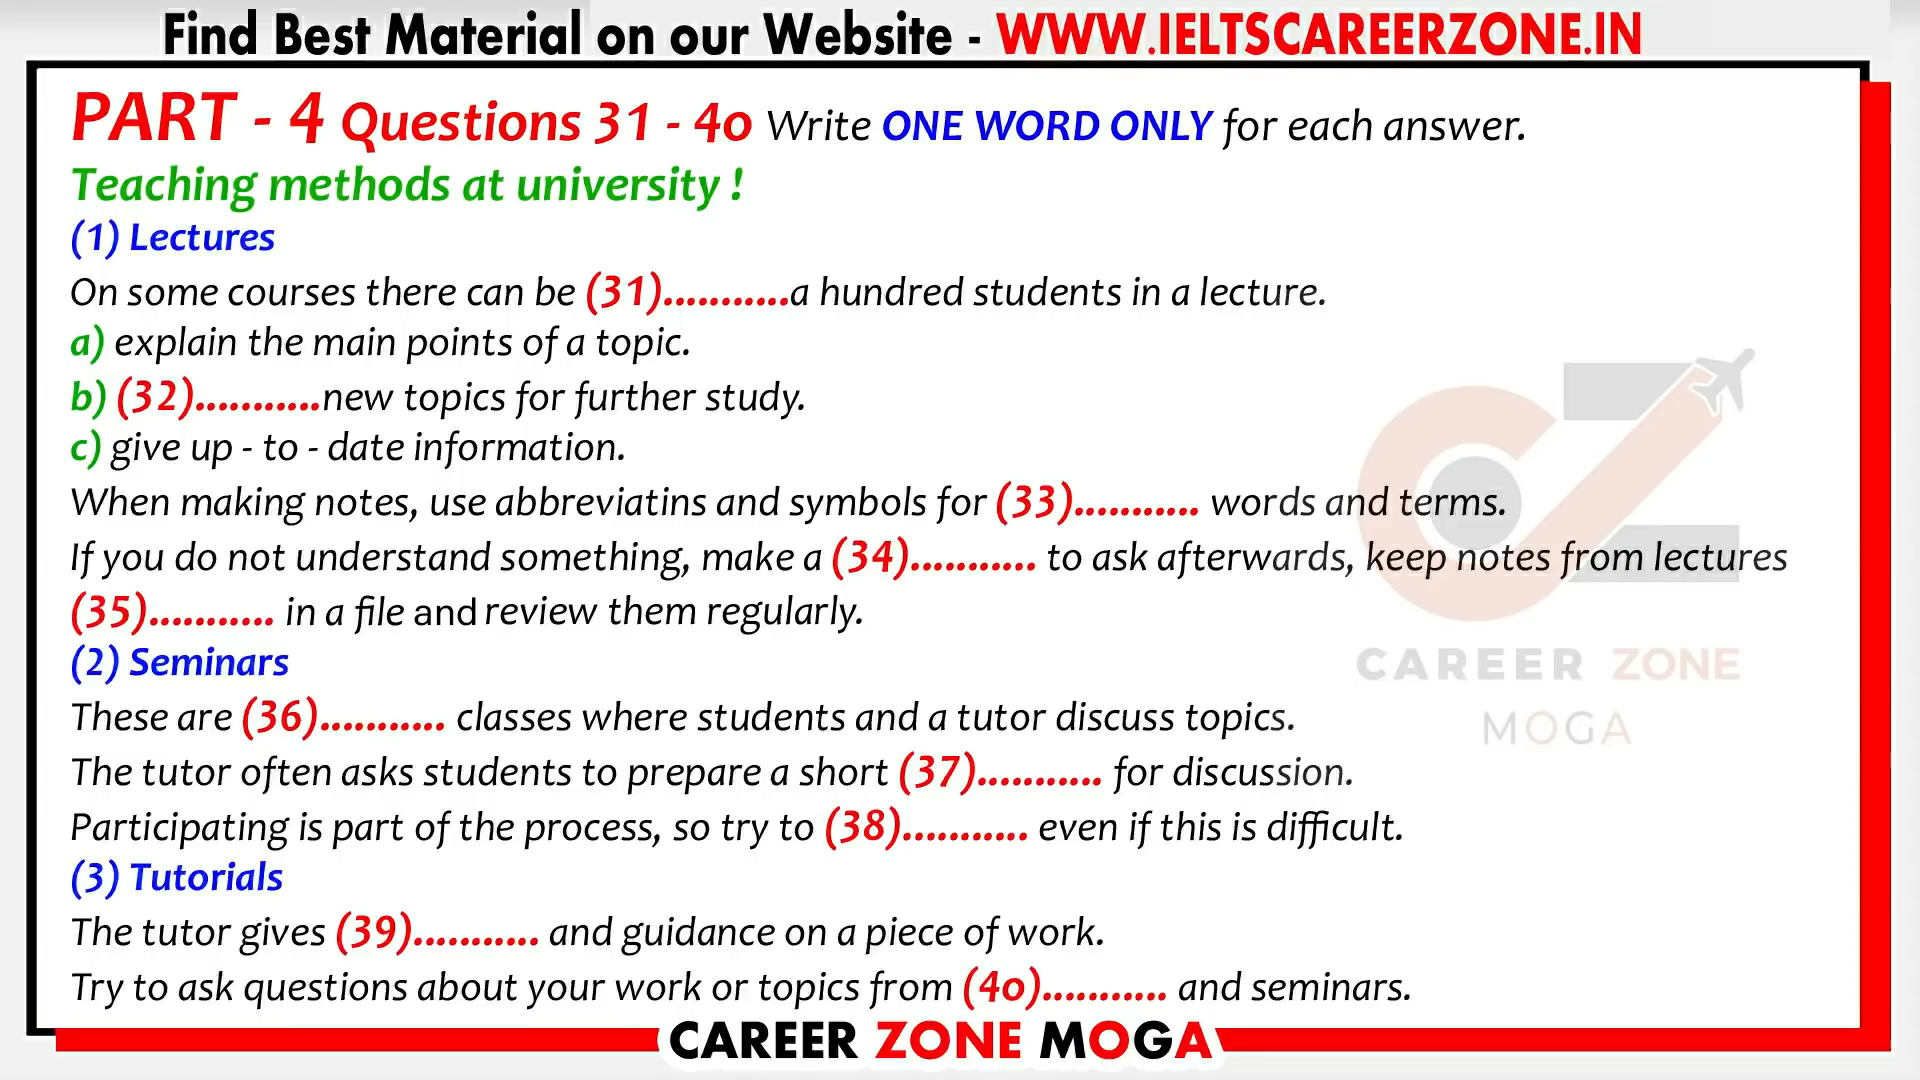 Find Best Material on our Website - WWW.IELTSCAREERZONE.IN
PART - 4 Questions 31 - 40 Write ONE WORD ONLY for each answer.
Teaching methods at university !
(1) Lectures
On some courses there can be (31)...........a hundred students in a lecture.
a) explain the main points of a topic.
b) (32)...........new topics for further study.
c) give up - to - date information.
When making notes, use abbreviatins and symbols for (33)........... words and terms.
If you do not understand something, make a (34)........... to ask afterwards, keep notes from lectures
(35)........... in a file and review them regularly.
(2) Seminars
These are (36)........... classes where students and a tutor discuss topics.
The tutor often asks students to prepare a short (37)........... for discussion.
Participating is part of the process, so try to (38)........... even if this is difficult.
(3) Tutorials
The tutor gives (39)........... and guidance on a piece of work.
Try to ask questions about your work or topics from (40)........... and seminars.
CAREER ZONE
MOGA
CAREER ZONE MOGA